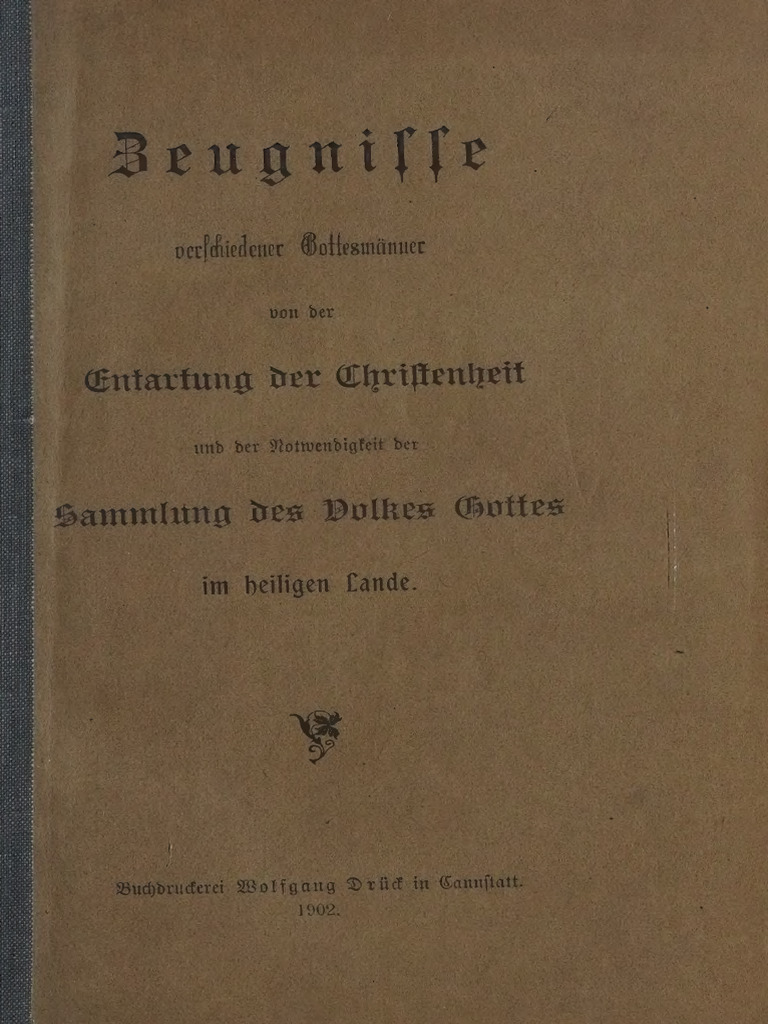 Zeugniſſe
verſchiedener Gottesmänner
von der
Entartung der Chriſtenheit
und der Notwendigkeit der
Sammlung des Volkes Gottes
im heiligen Lande.
Buchdruckerei Wolfgang Drück in Cannſtatt.
1902.